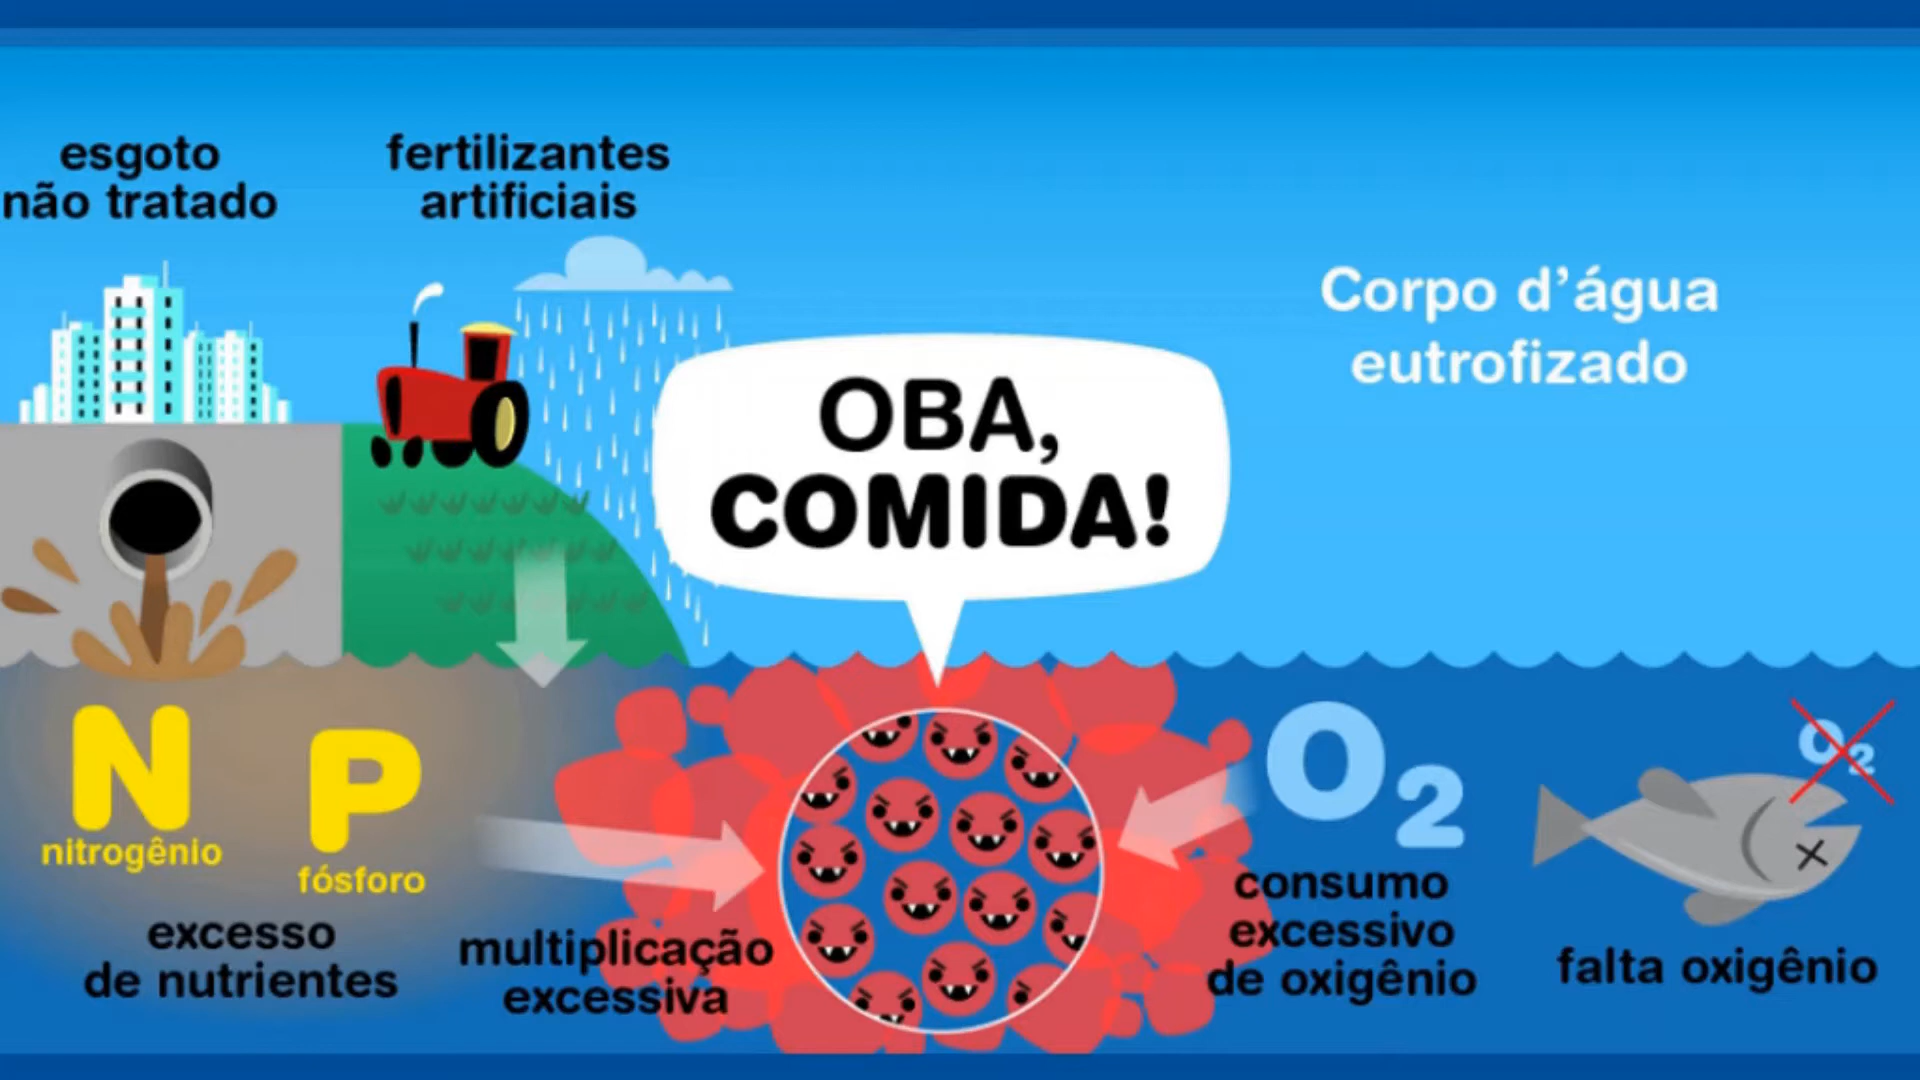 esgoto
não tratado
fertilizantes
artificiais
Corpo d'água
eutrofizado
OBA,
COMIDA!
N
nitrogênio
P
fósforo
excesso
de nutrientes
multiplicação
excessiva
O₂
consumo
excessivo
de oxigênio
O₂
falta oxigênio